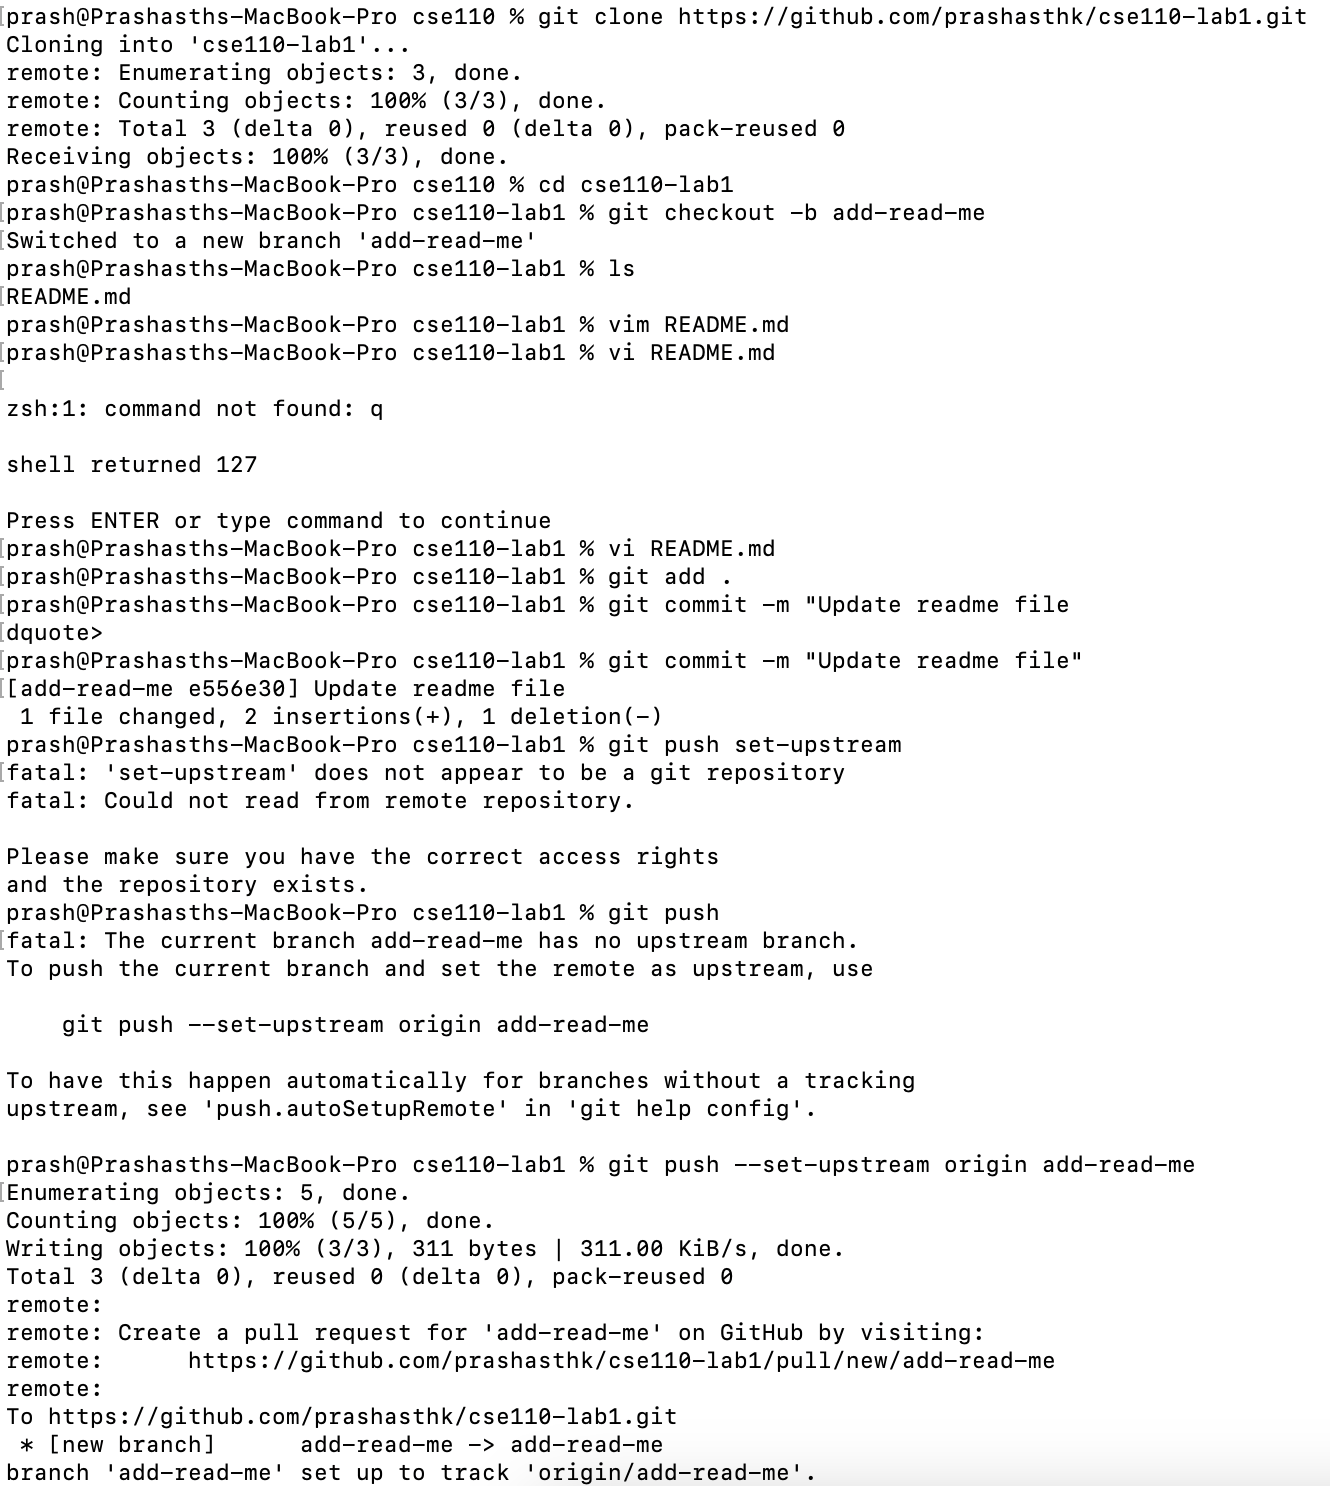 [prash@Prashasths-MacBook-Pro cse110 % git clone https://github.com/prashasthk/cse110-lab1.git
Cloning into 'cse110-lab1'...
remote: Enumerating objects: 3, done.
remote: Counting objects: 100% (3/3), done.
remote: Total 3 (delta 0), reused 0 (delta 0), pack-reused 0
Receiving objects: 100% (3/3), done.
prash@Prashasths-MacBook-Pro cse110 % cd cse110-lab1
[prash@Prashasths-MacBook-Pro cse110-lab1 % git checkout -b add-read-me
[Switched to a new branch 'add-read-me'
prash@Prashasths-MacBook-Pro cse110-lab1 % ls
[README.md
prash@Prashasths-MacBook-Pro cse110-lab1 % vim README.md
[prash@Prashasths-MacBook-Pro cse110-lab1 % vi README.md
[
zsh:1: command not found: q
shell returned 127
Press ENTER or type command to continue
[prash@Prashasths-MacBook-Pro cse110-lab1 % vi README.md
[prash@Prashasths-MacBook-Pro cse110-lab1 % git add .
[prash@Prashasths-MacBook-Pro cse110-lab1 % git commit -m "Update readme file
[dquote>
[prash@Prashasths-MacBook-Pro cse110-lab1 % git commit -m "Update readme file"
[[add-read-me e556e30] Update readme file
 1 file changed, 2 insertions(+), 1 deletion(-)
prash@Prashasths-MacBook-Pro cse110-lab1 % git push set-upstream
[fatal: 'set-upstream' does not appear to be a git repository
fatal: Could not read from remote repository.
Please make sure you have the correct access rights
and the repository exists.
prash@Prashasths-MacBook-Pro cse110-lab1 % git push
[fatal: The current branch add-read-me has no upstream branch.
To push the current branch and set the remote as upstream, use
    git push --set-upstream origin add-read-me
To have this happen automatically for branches without a tracking
upstream, see 'push.autoSetupRemote' in 'git help config'.
prash@Prashasths-MacBook-Pro cse110-lab1 % git push --set-upstream origin add-read-me
[Enumerating objects: 5, done.
Counting objects: 100% (5/5), done.
Writing objects: 100% (3/3), 311 bytes | 311.00 KiB/s, done.
Total 3 (delta 0), reused 0 (delta 0), pack-reused 0
remote:
remote: Create a pull request for 'add-read-me' on GitHub by visiting:
remote:      https://github.com/prashasthk/cse110-lab1/pull/new/add-read-me
remote:
To https://github.com/prashasthk/cse110-lab1.git
 * [new branch]      add-read-me -> add-read-me
branch 'add-read-me' set up to track 'origin/add-read-me'.